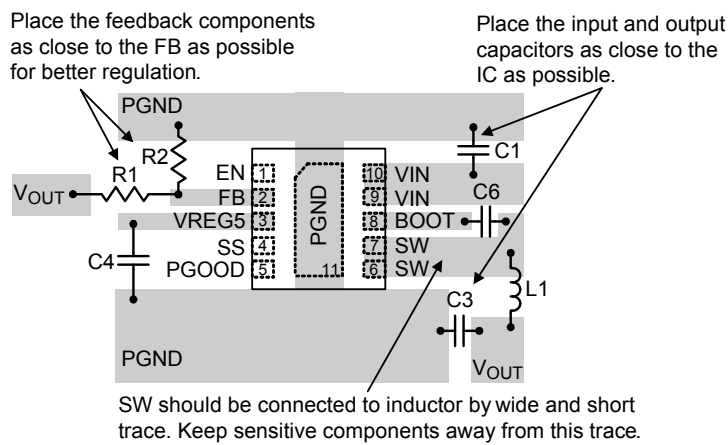 Place the feedback components
as close to the FB as possible
for better regulation.
Place the input and output
capacitors as close to the
IC as possible.
PGND
R2
R1
VOUT
C1
EN 1
FB 2
VREG5 3
SS 4
PGOOD 5
PGND
11
10 VIN
9 VIN
8 BOOT
7 SW
6 SW
C6
C4
L1
C3
PGND
VOUT
SW should be connected to inductor by wide and short
trace. Keep sensitive components away from this trace.